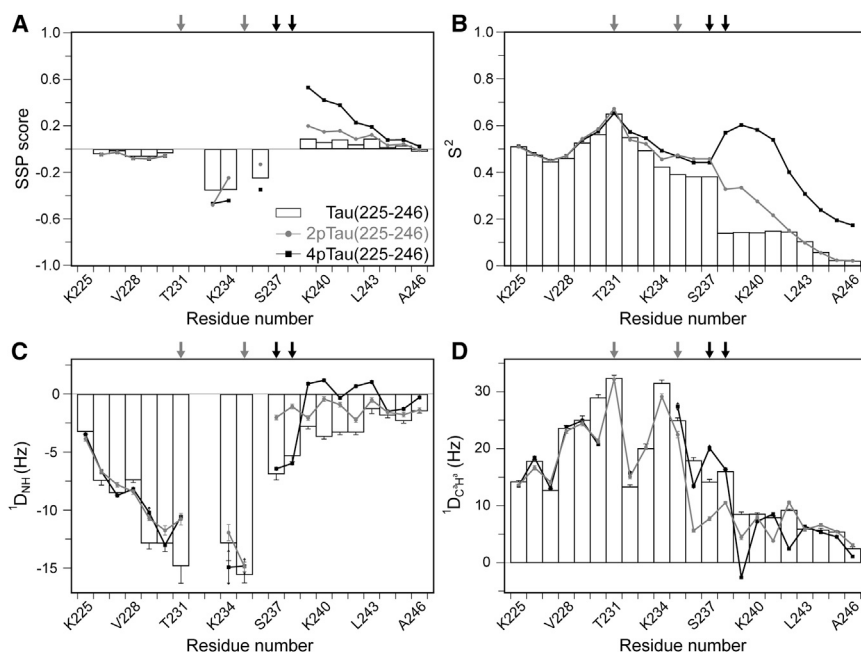 A
B
SSP score
1.0
0.6
0.2
-0.2
-0.6
-1.0
Tau(225-246)
2pTau(225-246)
4pTau(225-246)
K225
V228
T231
K234
S237
K240
L243
A246
Residue number
S2
1.0
0.8
0.6
0.4
0.2
0
K225
V228
T231
K234
S237
K240
L243
A246
Residue number
C
D
1DNH (Hz)
0
-5
-10
-15
K225
V228
T231
K234
S237
K240
L243
A246
Residue number
1DCaHa (Hz)
30
20
10
0
K225
V228
T231
K234
S237
K240
L243
A246
Residue number